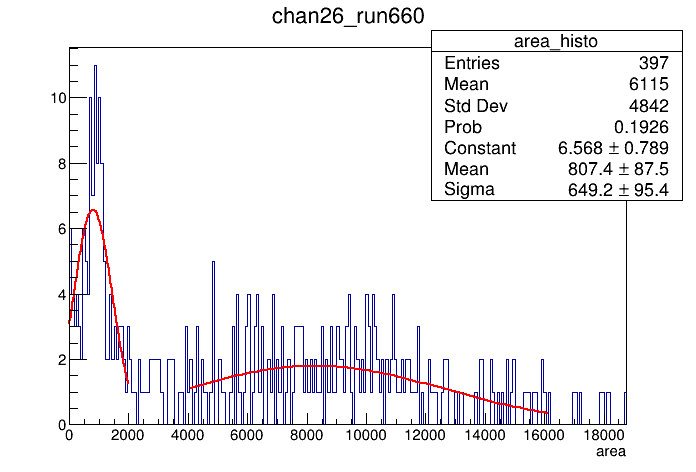 chan26_run660
area_histo
Entries 397
Mean 6115
Std Dev 4842
Prob 0.1926
Constant 6.568 ± 0.789
Mean 807.4 ± 87.5
Sigma 649.2 ± 95.4
10
8
6
4
2
0
0 2000 4000 6000 8000 10000 12000 14000 16000 18000
area